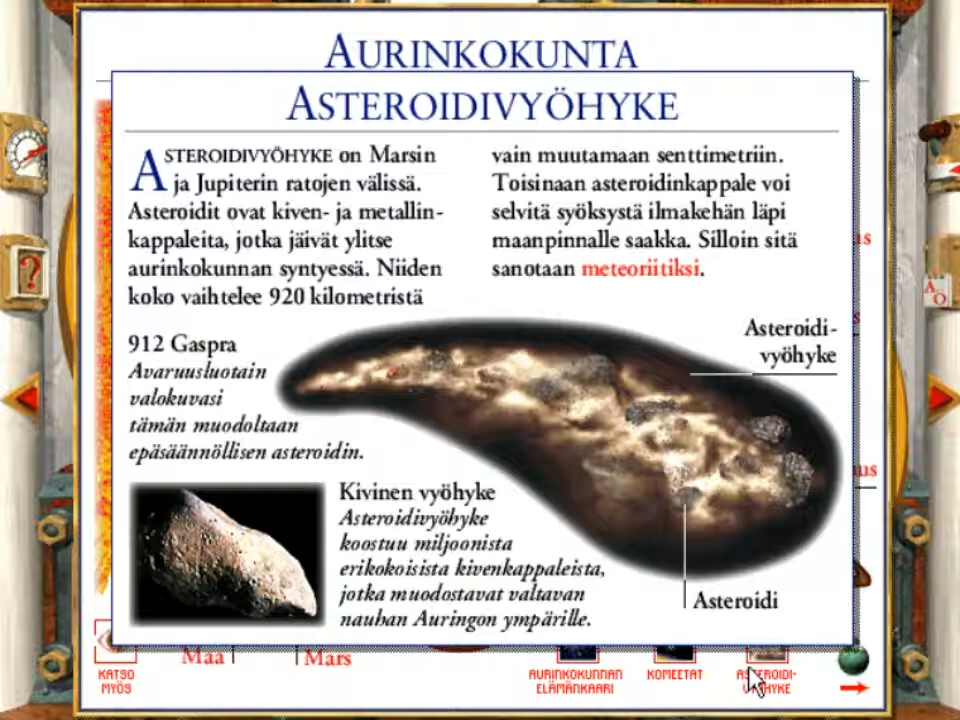 AURINKOKUNTA
ASTEROIDIVYÖHYKE
ASTEROIDIVYÖHYKE on Marsin
ja Jupiterin ratojen välissä.
Asteroidit ovat kiven- ja metallin-
kappaleita, jotka jäivät ylitse
aurinkokunnan syntyessä. Niiden
koko vaihtelee 920 kilometristä
vain muutamaan senttimetriin.
Toisinaan asteroidinkappale voi
selvitä syöksystä ilmakehän läpi
maanpinnalle saakka. Silloin sitä
sanotaan meteoriitiksi.
912 Gaspra
Avaruusluotain
valokuvasi
tämän muodoltaan
epäsäännöllisen asteroidin.
Asteroidi-
vyöhyke
Kivinen vyöhyke
Asteroidivyöhyke
koostuu miljoonista
erikokoisista kivenkappaleista,
jotka muodostavat valtavan
nauhan Auringon ympärille.
Asteroidi
Maa
Mars
KATSO
MYÖS
AURINKOKUNNAN
ELÄMÄNKAARI
KOMEETAT
ASTEROIDI-
VYÖHYKE
?
A
Ö
us